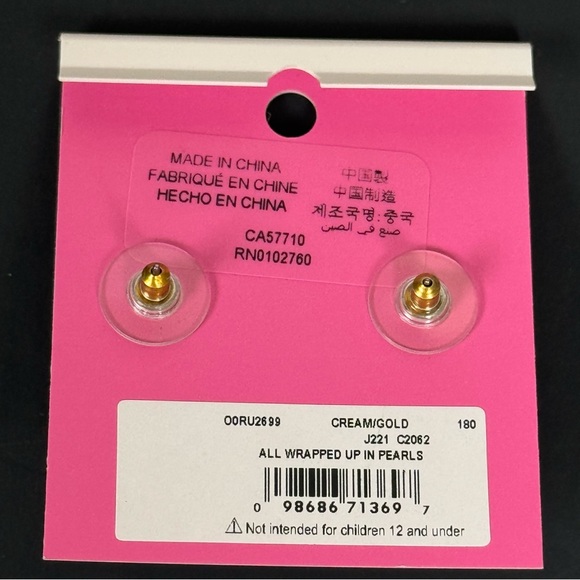 MADE IN CHINA
FABRIQUÉ EN CHINE
HECHO EN CHINA
中国製
中国制造
제조국명:중국
صنع في الصين
CA57710
RN0102760
O0RU2699 CREAM/GOLD 180
J221 C2062
ALL WRAPPED UP IN PEARLS
0 98686 71369 7
⚠ Not intended for children 12 and under